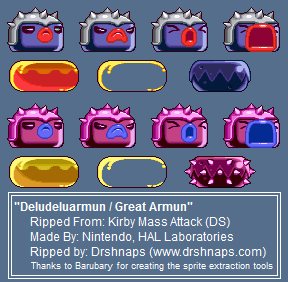 "Deludeluarmun / Great Armun"
Ripped From: Kirby Mass Attack (DS)
Made By: Nintendo, HAL Laboratories
Ripped by: Drshnaps (www.drshnaps.com)
Thanks to Barubary for creating the sprite extraction tools